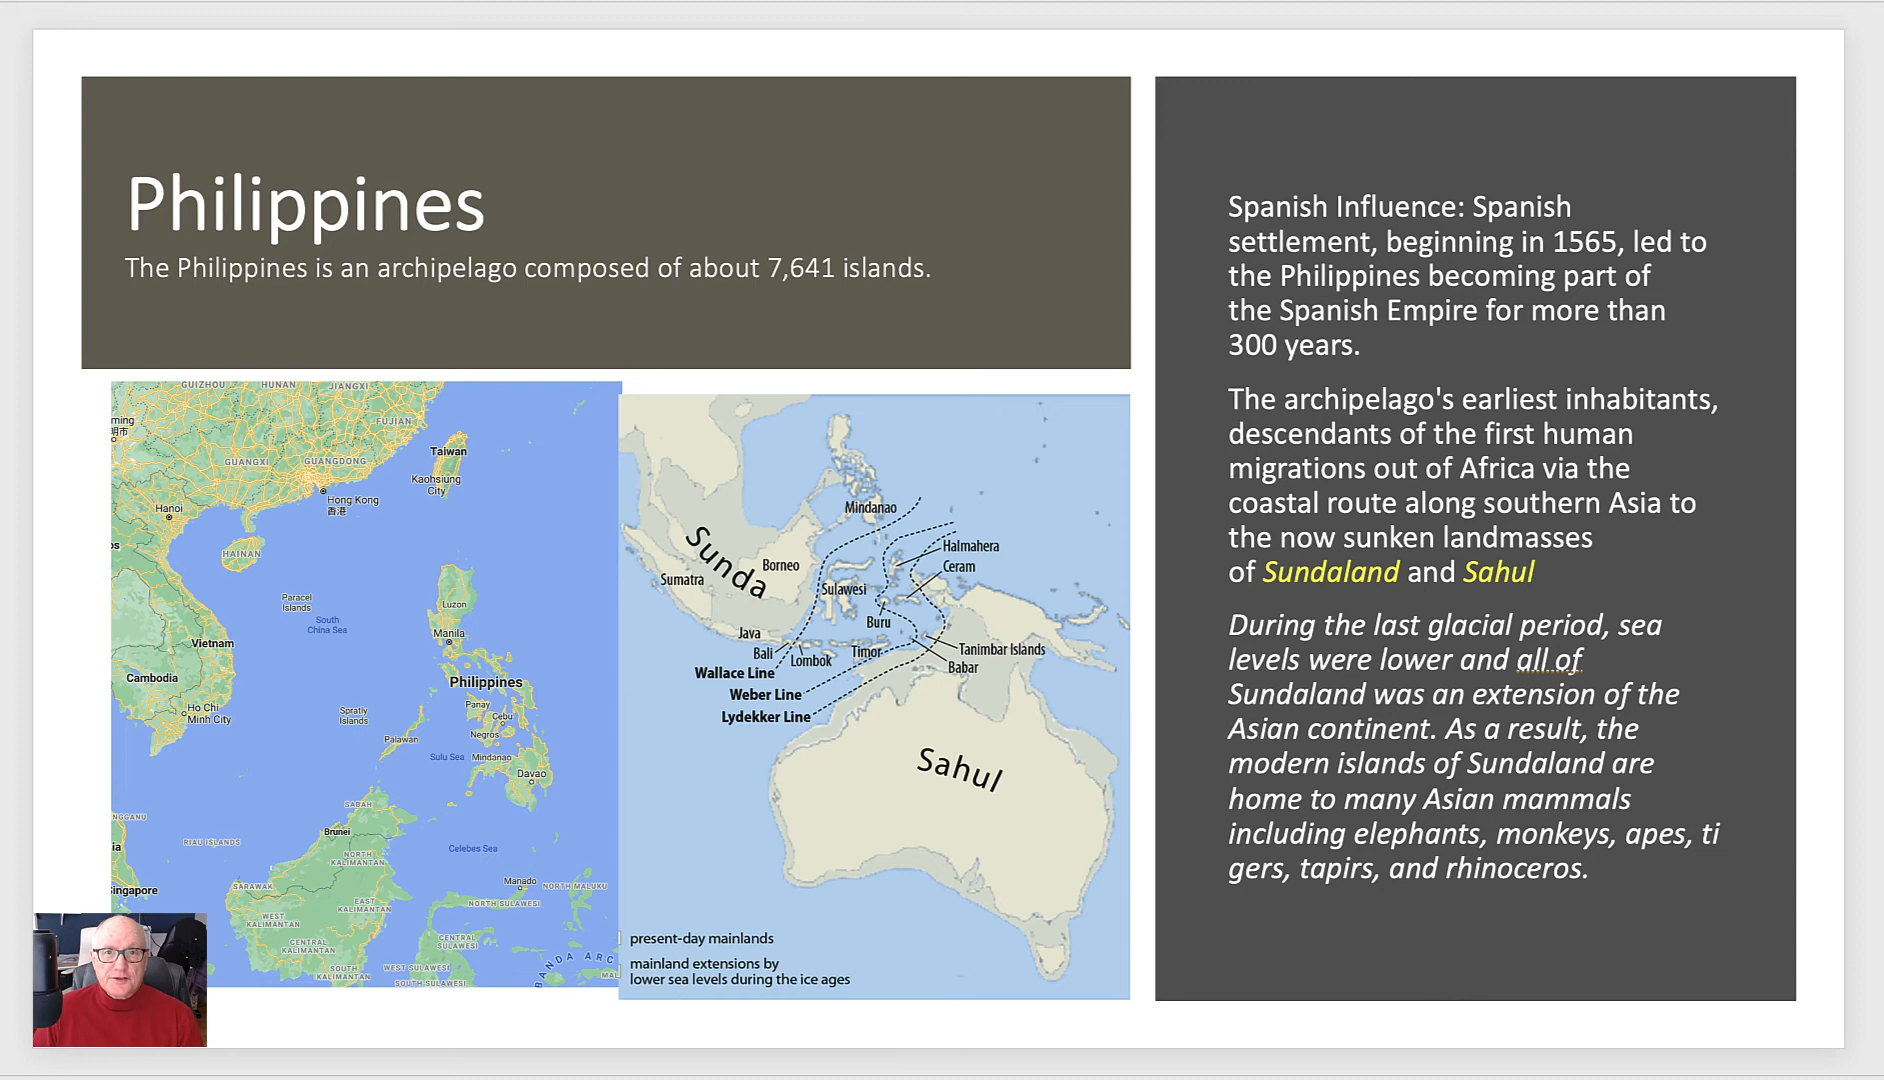 Philippines
The Philippines is an archipelago composed of about 7,641 islands.
Spanish Influence: Spanish
settlement, beginning in 1565, led to
the Philippines becoming part of
the Spanish Empire for more than
300 years.
The archipelago's earliest inhabitants,
descendants of the first human
migrations out of Africa via the
coastal route along southern Asia to
the now sunken landmasses
of Sundaland and Sahul
During the last glacial period, sea
levels were lower and all of
Sundaland was an extension of the
Asian continent. As a result, the
modern islands of Sundaland are
home to many Asian mammals
including elephants, monkeys, apes, ti
gers, tapirs, and rhinoceros.
GUIZHOU
HUNAN
JIANGXI
ming
明市
FUJIAN
GUANGXI
GUANGDONG
Taiwan
Kaohsiung
City
Hong Kong
香港
Hanoi
os
HAINAN
Paracel
Islands
South
China Sea
Luzon
Manila
Vietnam
Cambodia
Philippines
Ho Chi
Minh City
Spratly
Islands
Panay
Cebu
Negros
Palawan
Sulu Sea
Mindanao
Davao
SABAH
NGGANU
Brunei
ia
RIAU ISLANDS
Celebes Sea
NORTH
KALIMANTAN
ingapore
SARAWAK
Manado
NORTH MALUKU
NORTH SULAWESI
EAST
KALIMANTAN
WEST
KALIMANTAN
CENTRAL
KALIMANTAN
CENTRAL
SULAWESI
SOUTH
KALIMANTAN
WEST SULAWESI
SOUTH SULAWESI
BANDA ARC
MAL
Mindanao
Sunda
Borneo
Sumatra
Halmahera
Ceram
Sulawesi
Buru
Java
Bali
Lombok
Timor
Tanimbar Islands
Babar
Wallace Line
Weber Line
Lydekker Line
Sahul
present-day mainlands
mainland extensions by
lower sea levels during the ice ages